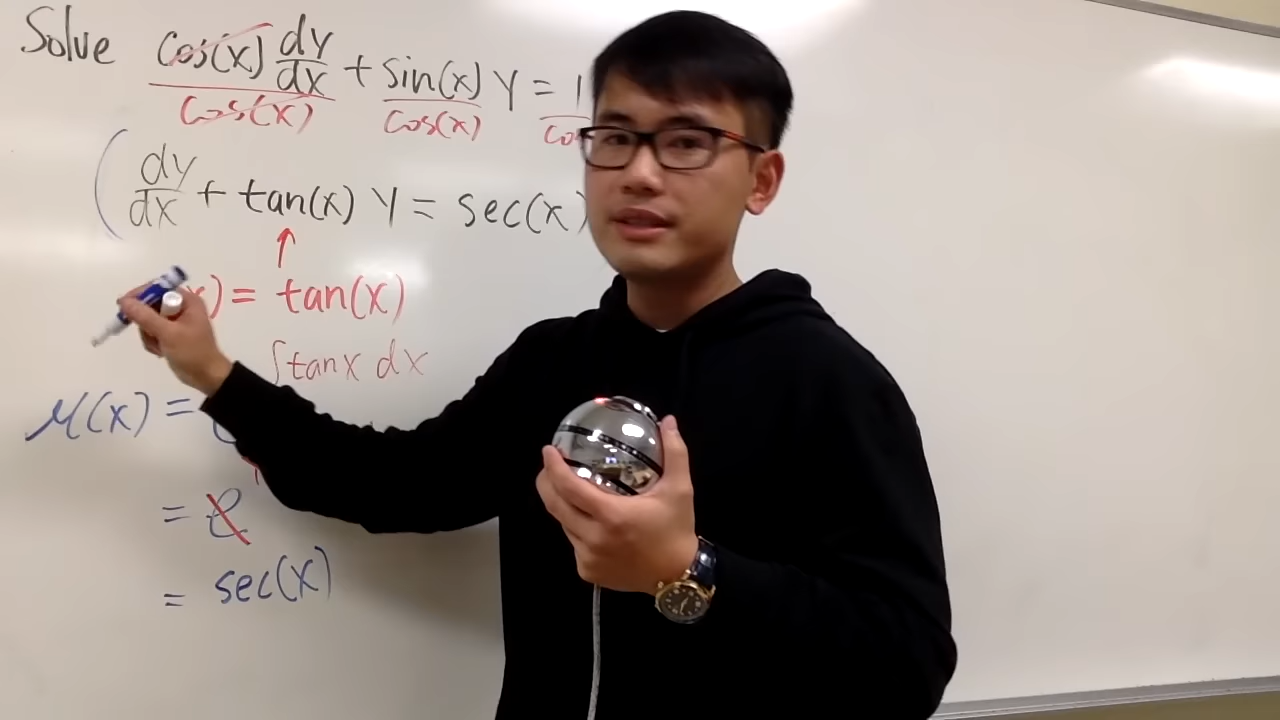 Solve cos(x) dy/dx + sin(x) y = 1
cos(x) cos(x) co
( dy/dx + tan(x) y = sec(x)
↑
x) = tan(x)
∫tanx dx
μ(x) = e
= e
= sec(x)